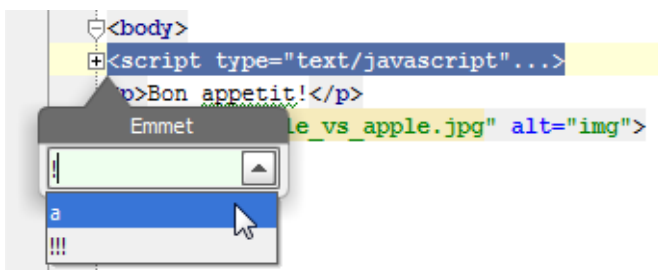 <body>
<script type="text/javascript"...>
p>Bon appetit!</p>
Emmet
le_vs_apple.jpg" alt="img">
!
a
!!!